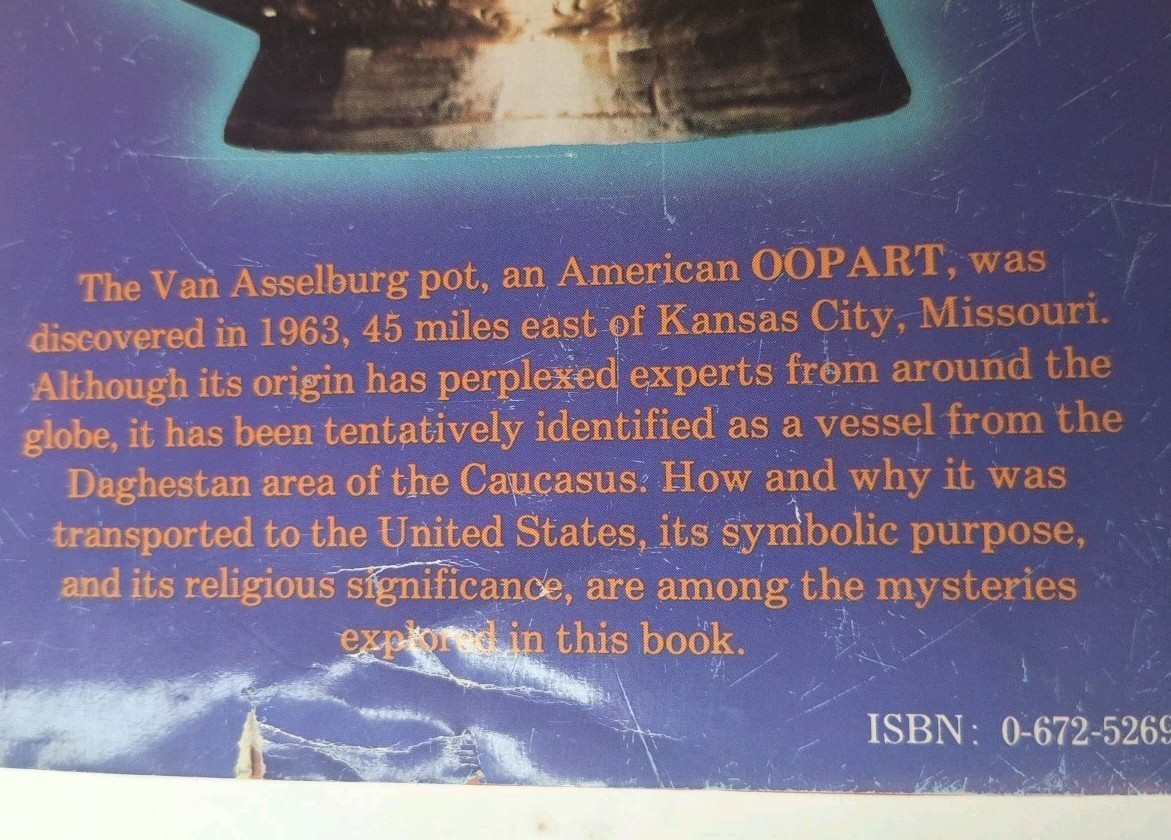 The Van Asselburg pot, an American OOPART, was
discovered in 1963, 45 miles east of Kansas City, Missouri.
Although its origin has perplexed experts from around the
globe, it has been tentatively identified as a vessel from the
Daghestan area of the Caucasus. How and why it was
transported to the United States, its symbolic purpose,
and its religious significance, are among the mysteries
explored in this book.
ISBN: 0-672-5269